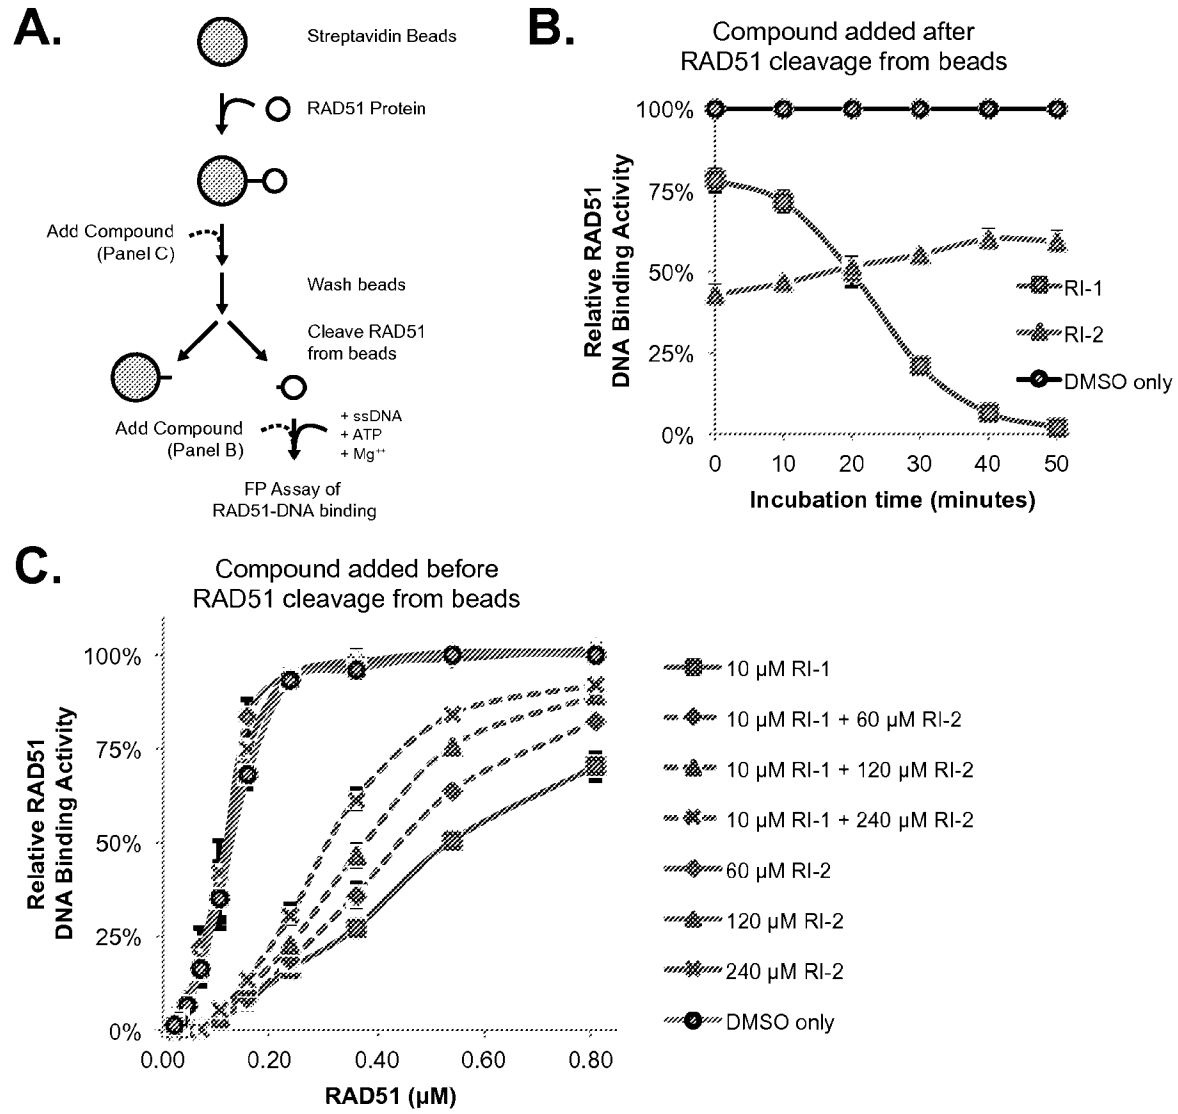 A.
Streptavidin Beads
RAD51 Protein
Add Compound
(Panel C)
Wash beads
Cleave RAD51
from beads
Add Compound
(Panel B)
+ ssDNA
+ ATP
+ Mg⁺⁺
FP Assay of
RAD51-DNA binding
B.
Compound added after
RAD51 cleavage from beads
Relative RAD51
DNA Binding Activity
100%
75%
50%
25%
0%
0 10 20 30 40 50
Incubation time (minutes)
RI-1
RI-2
DMSO only
C.
Compound added before
RAD51 cleavage from beads
Relative RAD51
DNA Binding Activity
100%
75%
50%
25%
0%
0.00 0.20 0.40 0.60 0.80
RAD51 (µM)
10 µM RI-1
10 µM RI-1 + 60 µM RI-2
10 µM RI-1 + 120 µM RI-2
10 µM RI-1 + 240 µM RI-2
60 µM RI-2
120 µM RI-2
240 µM RI-2
DMSO only